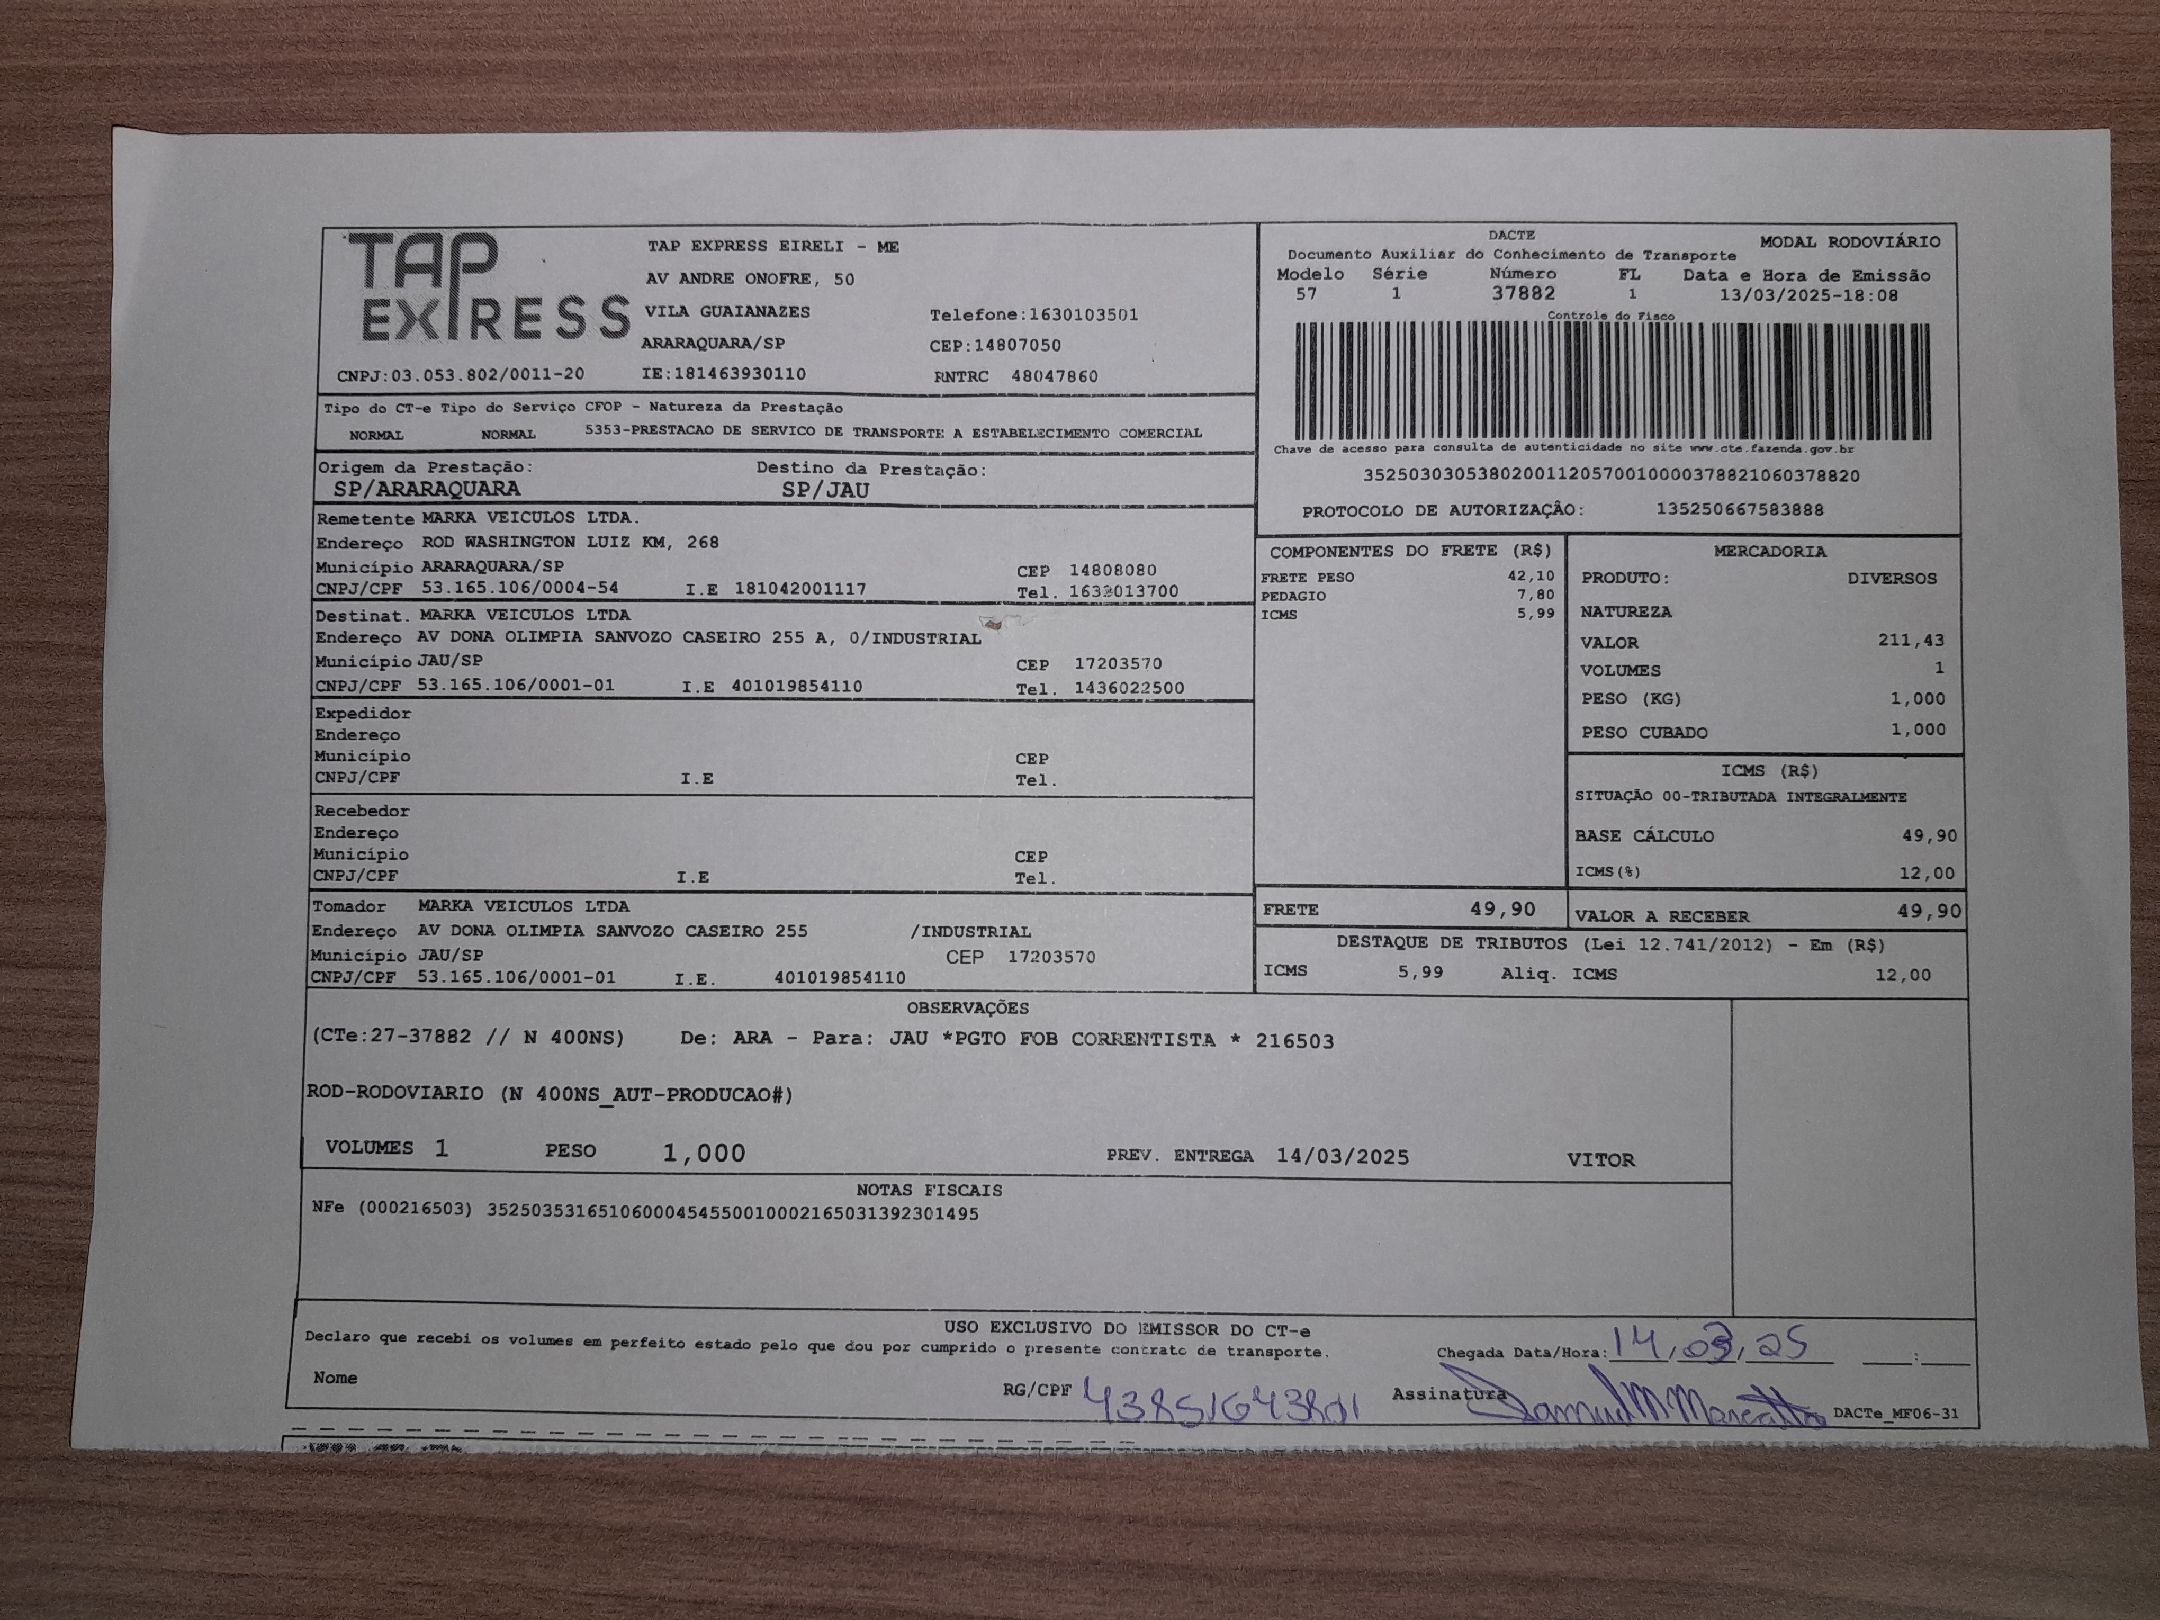 TAP EXPRESS
TAP EXPRESS EIRELI - ME
AV ANDRE ONOFRE, 50
VILA GUAIANAZES Telefone:1630103501
ARARAQUARA/SP CEP:14807050
CNPJ:03.053.802/0011-20 IE:181463930110 RNTRC 48047860
DACTE MODAL RODOVIÁRIO
Documento Auxiliar do Conhecimento de Transporte
Modelo Série Número FL Data e Hora de Emissão
57 1 37882 1 13/03/2025-18:08
Controle do Fisco
Chave de acesso para consulta de autenticidade no site www.cte.fazenda.gov.br
35250303053802001120570010000378821060378820
PROTOCOLO DE AUTORIZAÇÃO: 135250667583888
Tipo do CT-e Tipo do Serviço CFOP - Natureza da Prestação
NORMAL NORMAL 5353-PRESTACAO DE SERVICO DE TRANSPORTE A ESTABELECIMENTO COMERCIAL
Origem da Prestação: Destino da Prestação:
SP/ARARAQUARA SP/JAU
Remetente MARKA VEICULOS LTDA.
Endereço ROD WASHINGTON LUIZ KM, 268
Município ARARAQUARA/SP CEP 14808080
CNPJ/CPF 53.165.106/0004-54 I.E 181042001117 Tel. 1633013700
Destinat. MARKA VEICULOS LTDA
Endereço AV DONA OLIMPIA SANVOZO CASEIRO 255 A, 0/INDUSTRIAL
Município JAU/SP CEP 17203570
CNPJ/CPF 53.165.106/0001-01 I.E 401019854110 Tel. 1436022500
Expedidor
Endereço
Município CEP
CNPJ/CPF I.E Tel.
Recebedor
Endereço
Município CEP
CNPJ/CPF I.E Tel.
Tomador MARKA VEICULOS LTDA
Endereço AV DONA OLIMPIA SANVOZO CASEIRO 255 /INDUSTRIAL
Município JAU/SP CEP 17203570
CNPJ/CPF 53.165.106/0001-01 I.E. 401019854110
COMPONENTES DO FRETE (R$)
FRETE PESO 42,10
PEDAGIO 7,80
ICMS 5,99
MERCADORIA
PRODUTO: DIVERSOS
NATUREZA
VALOR 211,43
VOLUMES 1
PESO (KG) 1,000
PESO CUBADO 1,000
ICMS (R$)
SITUAÇÃO 00-TRIBUTADA INTEGRALMENTE
BASE CÁLCULO 49,90
ICMS(%) 12,00
FRETE 49,90 VALOR A RECEBER 49,90
DESTAQUE DE TRIBUTOS (Lei 12.741/2012) - Em (R$)
ICMS 5,99 Aliq. ICMS 12,00
OBSERVAÇÕES
(CTe:27-37882 // N 400NS) De: ARA - Para: JAU *PGTO FOB CORRENTISTA * 216503
ROD-RODOVIARIO (N 400NS_AUT-PRODUCAO#)
VOLUMES 1 PESO 1,000 PREV. ENTREGA 14/03/2025 VITOR
NOTAS FISCAIS
NFe (000216503) 35250353165106000454550010002165031392301495
USO EXCLUSIVO DO EMISSOR DO CT-e
Declaro que recebi os volumes em perfeito estado pelo que dou por cumprido o presente contrato de transporte. Chegada Data/Hora: 14,03,25 :
Nome RG/CPF 43851643801 Assinatura DACTe_MF06-31